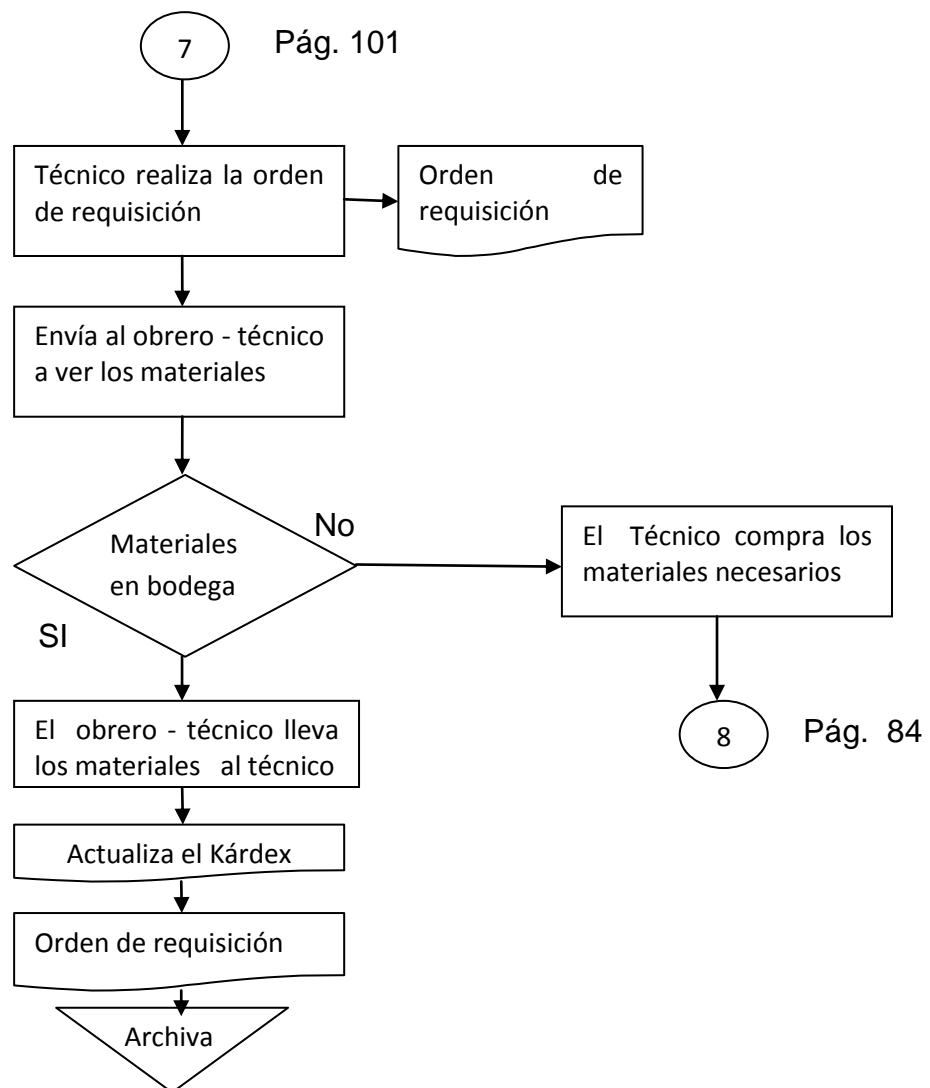 7 Pág. 101
Técnico realiza la orden
de requisición
Orden de
requisición
Envía al obrero - técnico
a ver los materiales
Materiales
en bodega
No
El Técnico compra los
materiales necesarios
SI
8 Pág. 84
El obrero - técnico lleva
los materiales al técnico
Actualiza el Kárdex
Orden de requisición
Archiva